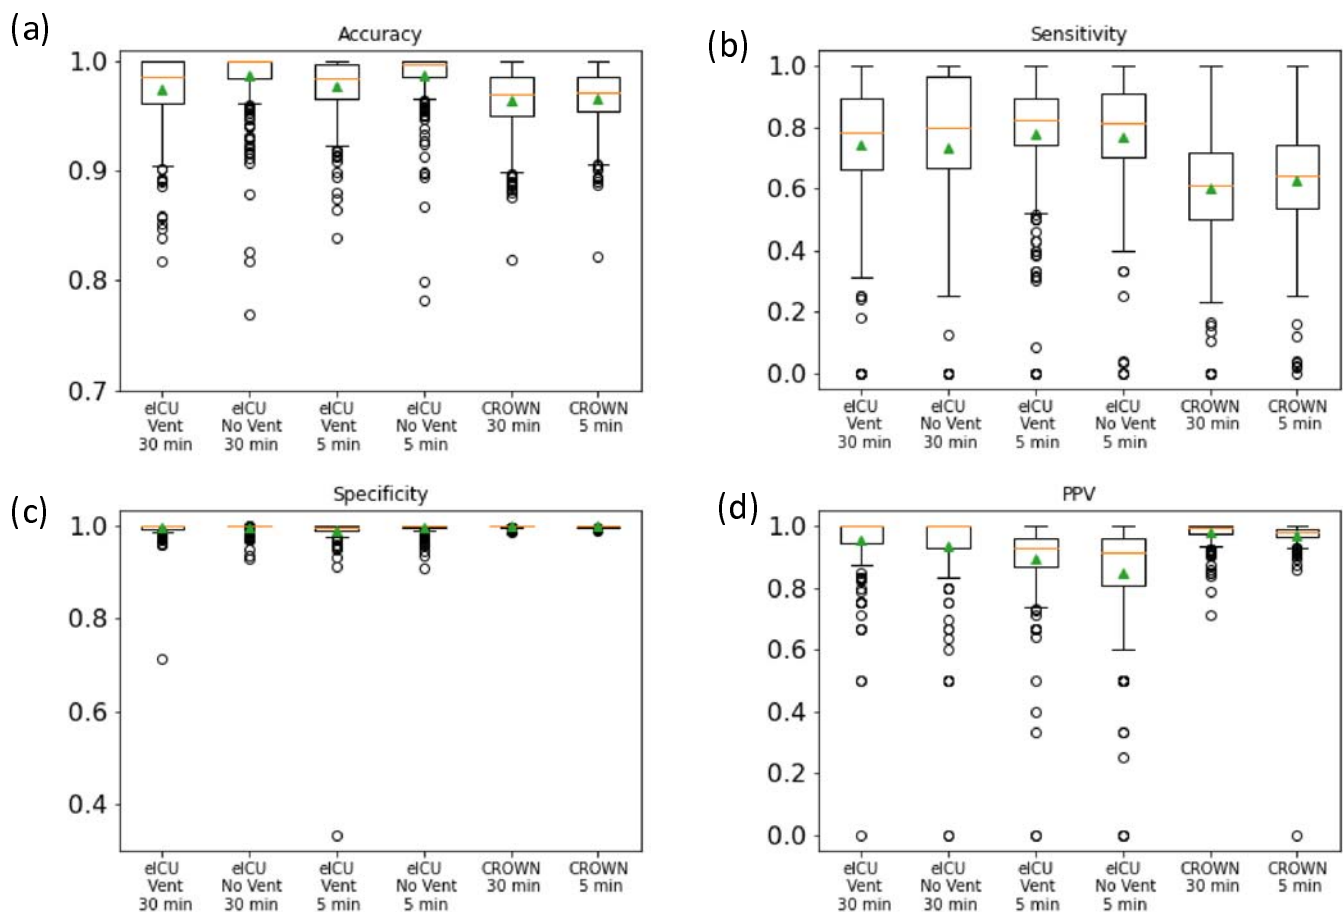 (a)
Accuracy
1.0
0.9
0.8
0.7
eICU Vent 30 min
eICU No Vent 30 min
eICU Vent 5 min
eICU No Vent 5 min
CROWN 30 min
CROWN 5 min
(b)
Sensitivity
1.0
0.8
0.6
0.4
0.2
0.0
eICU Vent 30 min
eICU No Vent 30 min
eICU Vent 5 min
eICU No Vent 5 min
CROWN 30 min
CROWN 5 min
(c)
Specificity
1.0
0.8
0.6
0.4
eICU Vent 30 min
eICU No Vent 30 min
eICU Vent 5 min
eICU No Vent 5 min
CROWN 30 min
CROWN 5 min
(d)
PPV
1.0
0.8
0.6
0.4
0.2
0.0
eICU Vent 30 min
eICU No Vent 30 min
eICU Vent 5 min
eICU No Vent 5 min
CROWN 30 min
CROWN 5 min